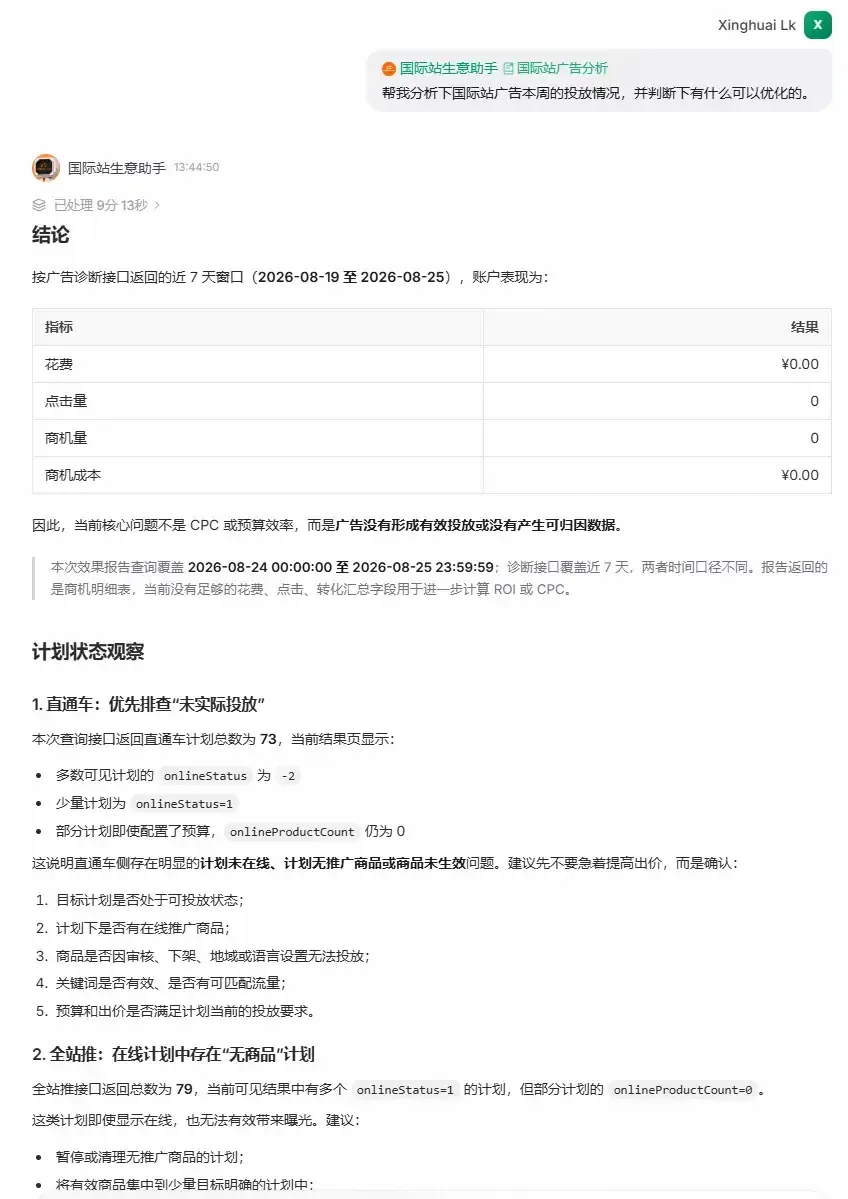 Xinghuai Lk X
国际站生意助手 国际站广告分析
帮我分析下国际站广告本周的投放情况，并判断下有什么可以优化的。
国际站生意助手 13:44:50
已处理 9分 13秒 >
结论
按广告诊断接口返回的近 7 天窗口（2026-08-19 至 2026-08-25），账户表现为：
指标 结果
花费 ¥0.00
点击量 0
商机量 0
商机成本 ¥0.00
因此，当前核心问题不是 CPC 或预算效率，而是广告没有形成有效投放或没有产生可归因数据。
本次效果报告查询覆盖 2026-08-24 00:00:00 至 2026-08-25 23:59:59；诊断接口覆盖近 7 天，两者时间口径不同。报告返回的
是商机明细表，当前没有足够的花费、点击、转化汇总字段用于进一步计算 ROI 或 CPC。
计划状态观察
1. 直通车：优先排查“未实际投放”
本次查询接口返回直通车计划总数为 73，当前结果页显示：
• 多数可见计划的 onlineStatus 为 -2
• 少量计划为 onlineStatus=1
• 部分计划即使配置了预算，onlineProductCount 仍为 0
这说明直通车侧存在明显的计划未在线、计划无推广商品或商品未生效问题。建议先不要急着提高出价，而是确认：
1. 目标计划是否处于可投放状态；
2. 计划下是否有在线推广商品；
3. 商品是否因审核、下架、地域或语言设置无法投放；
4. 关键词是否有效、是否有可匹配流量；
5. 预算和出价是否满足计划当前的投放要求。
2. 全站推：在线计划中存在“无商品”计划
全站推接口返回总数为 79，当前可见结果中有多个 onlineStatus=1 的计划，但部分计划的 onlineProductCount=0 。
这类计划即使显示在线，也无法有效带来曝光。建议：
• 暂停或清理无推广商品的计划；
• 将有效商品集中到少量目标明确的计划中；